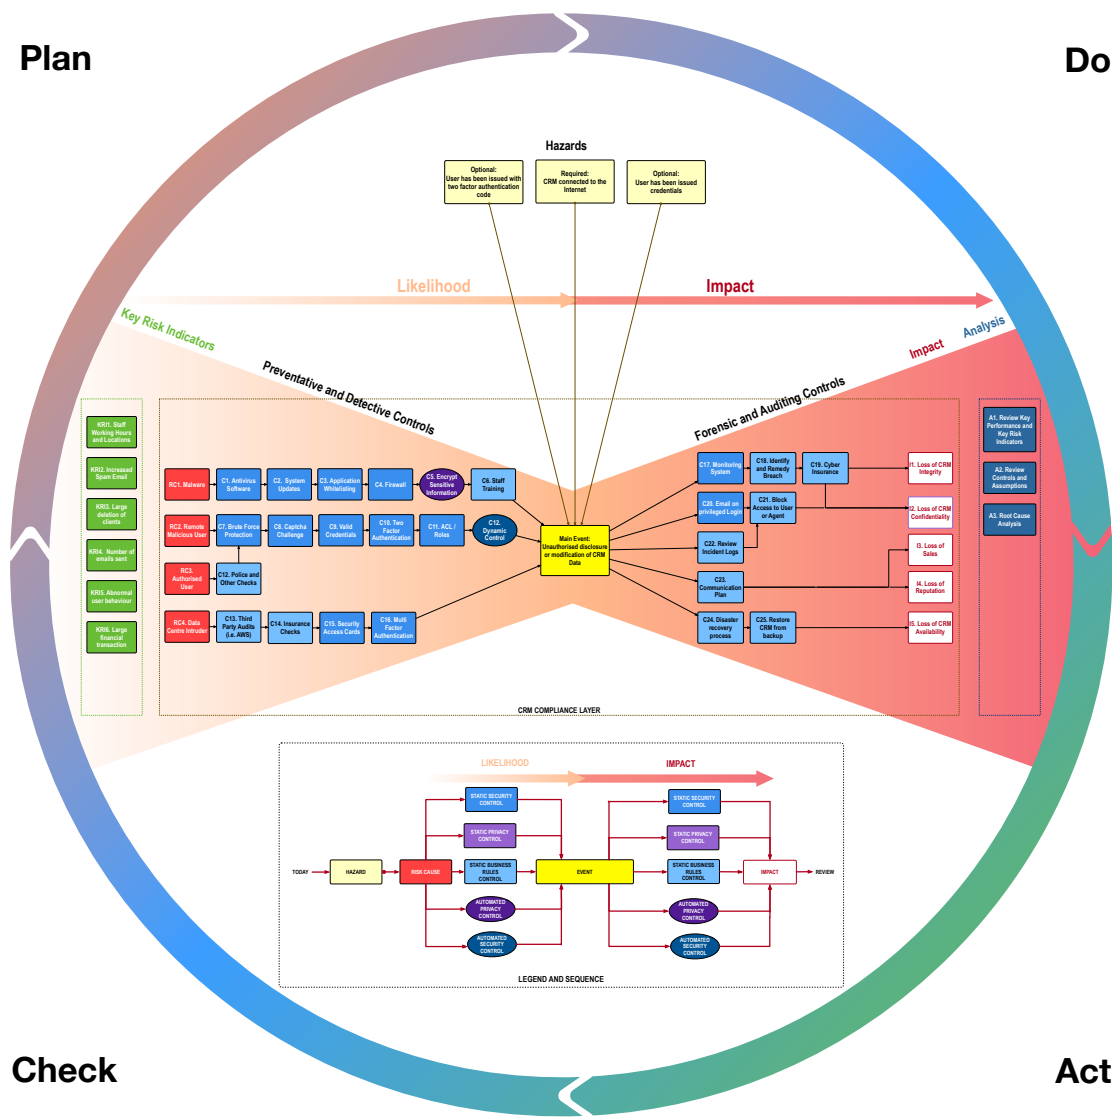 Plan
Do
Hazards
Optional:
User has been issued with
two factor authentication
code
Required:
CRM connected to the
Internet
Optional:
User has been issued
credentials
Likelihood
Impact
Key Risk Indicators
Analysis
Impact
Preventative and Detective Controls
Forensic and Auditing Controls
KRI1. Staff
Working Hours
and Locations
KRI2. Increased
Spam Email
KRI3. Large
deletion of
clients
KRI4. Number of
emails sent
KRI5. Abnormal
user behaviour
KRI6. Large
financial
transaction
RC1. Malware
C1. Antivirus
Software
C2. System
Updates
C3. Application
Whitelisting
C4. Firewall
C5. Encrypt
Sensitive
Information
C6. Staff
Training
RC2. Remote
Malicious User
C7. Brute Force
Protection
C8. Captcha
Challenge
C9. Valid
Credentials
C10. Two
Factor
Authentication
C11. ACL /
Roles
C12.
Dynamic
Control
RC3.
Authorised
User
C12. Police and
Other Checks
RC4. Data
Centre Intruder
C13. Third
Party Audits
(i.e. AWS)
C14. Insurance
Checks
C15. Security
Access Cards
C16. Multi
Factor
Authentication
Main Event:
Unauthorised disclosure
or modification of CRM
Data
C17. Monitoring
System
C18. Identify
and Remedy
Breach
C19. Cyber
Insurance
C20. Email on
privileged Login
C21. Block
Access to User
or Agent
C22. Review
Incident Logs
C23.
Communication
Plan
C24. Disaster
recovery
process
C25. Restore
CRM from
backup
I1. Loss of CRM
Integrity
I2. Loss of CRM
Confidentiality
I3. Loss of
Sales
I4. Loss of
Reputation
I5. Loss of CRM
Availability
A1. Review Key
Performance and
Key Risk
Indicators
A2. Review
Controls and
Assumptions
A3. Root Cause
Analysis
CRM COMPLIANCE LAYER
LIKELIHOOD
IMPACT
TODAY
HAZARD
RISK CAUSE
STATIC SECURITY
CONTROL
STATIC PRIVACY
CONTROL
STATIC BUSINESS
RULES
CONTROL
AUTOMATED
PRIVACY
CONTROL
AUTOMATED
SECURITY
CONTROL
EVENT
STATIC SECURITY
CONTROL
STATIC PRIVACY
CONTROL
STATIC BUSINESS
RULES
CONTROL
AUTOMATED
PRIVACY
CONTROL
AUTOMATED
SECURITY
CONTROL
IMPACT
REVIEW
LEGEND AND SEQUENCE
Check
Act